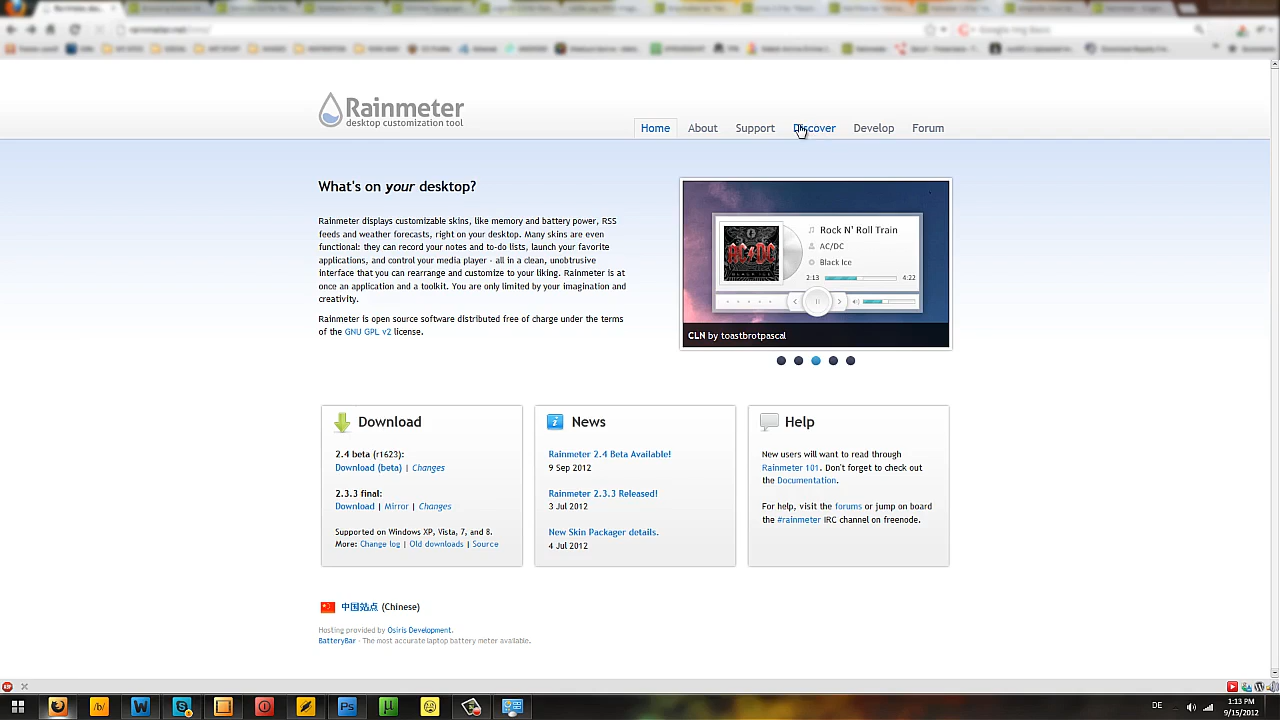 Rainmeter
desktop customization tool
Home About Support Discover Develop Forum
What's on your desktop?
Rainmeter displays customizable skins, like memory and battery power, RSS
feeds and weather forecasts, right on your desktop. Many skins are even
functional: they can record your notes and to-do lists, launch your favorite
applications, and control your media player - all in a clean, unobtrusive
interface that you can rearrange and customize to your liking. Rainmeter is at
once an application and a toolkit. You are only limited by your imagination and
creativity.
Rainmeter is open source software distributed free of charge under the terms
of the GNU GPL v2 license.
Rock N' Roll Train
AC/DC
Black Ice
2:13 4:22
CLN by toastbrotpascal
Download
2.4 beta (r1623):
Download (beta) | Changes
2.3.3 final:
Download | Mirror | Changes
Supported on Windows XP, Vista, 7, and 8.
More: Change log | Old downloads | Source
News
Rainmeter 2.4 Beta Available!
9 Sep 2012
Rainmeter 2.3.3 Released!
3 Jul 2012
New Skin Packager details.
4 Jul 2012
Help
New users will want to read through
Rainmeter 101. Don't forget to check out
the Documentation.
For help, visit the forums or jump on board
the #rainmeter IRC channel on freenode.
中国站点 (Chinese)
Hosting provided by Osiris Development.
BatteryBar - The most accurate laptop battery meter available.
/b/
DE
1:13 PM
9/15/2012